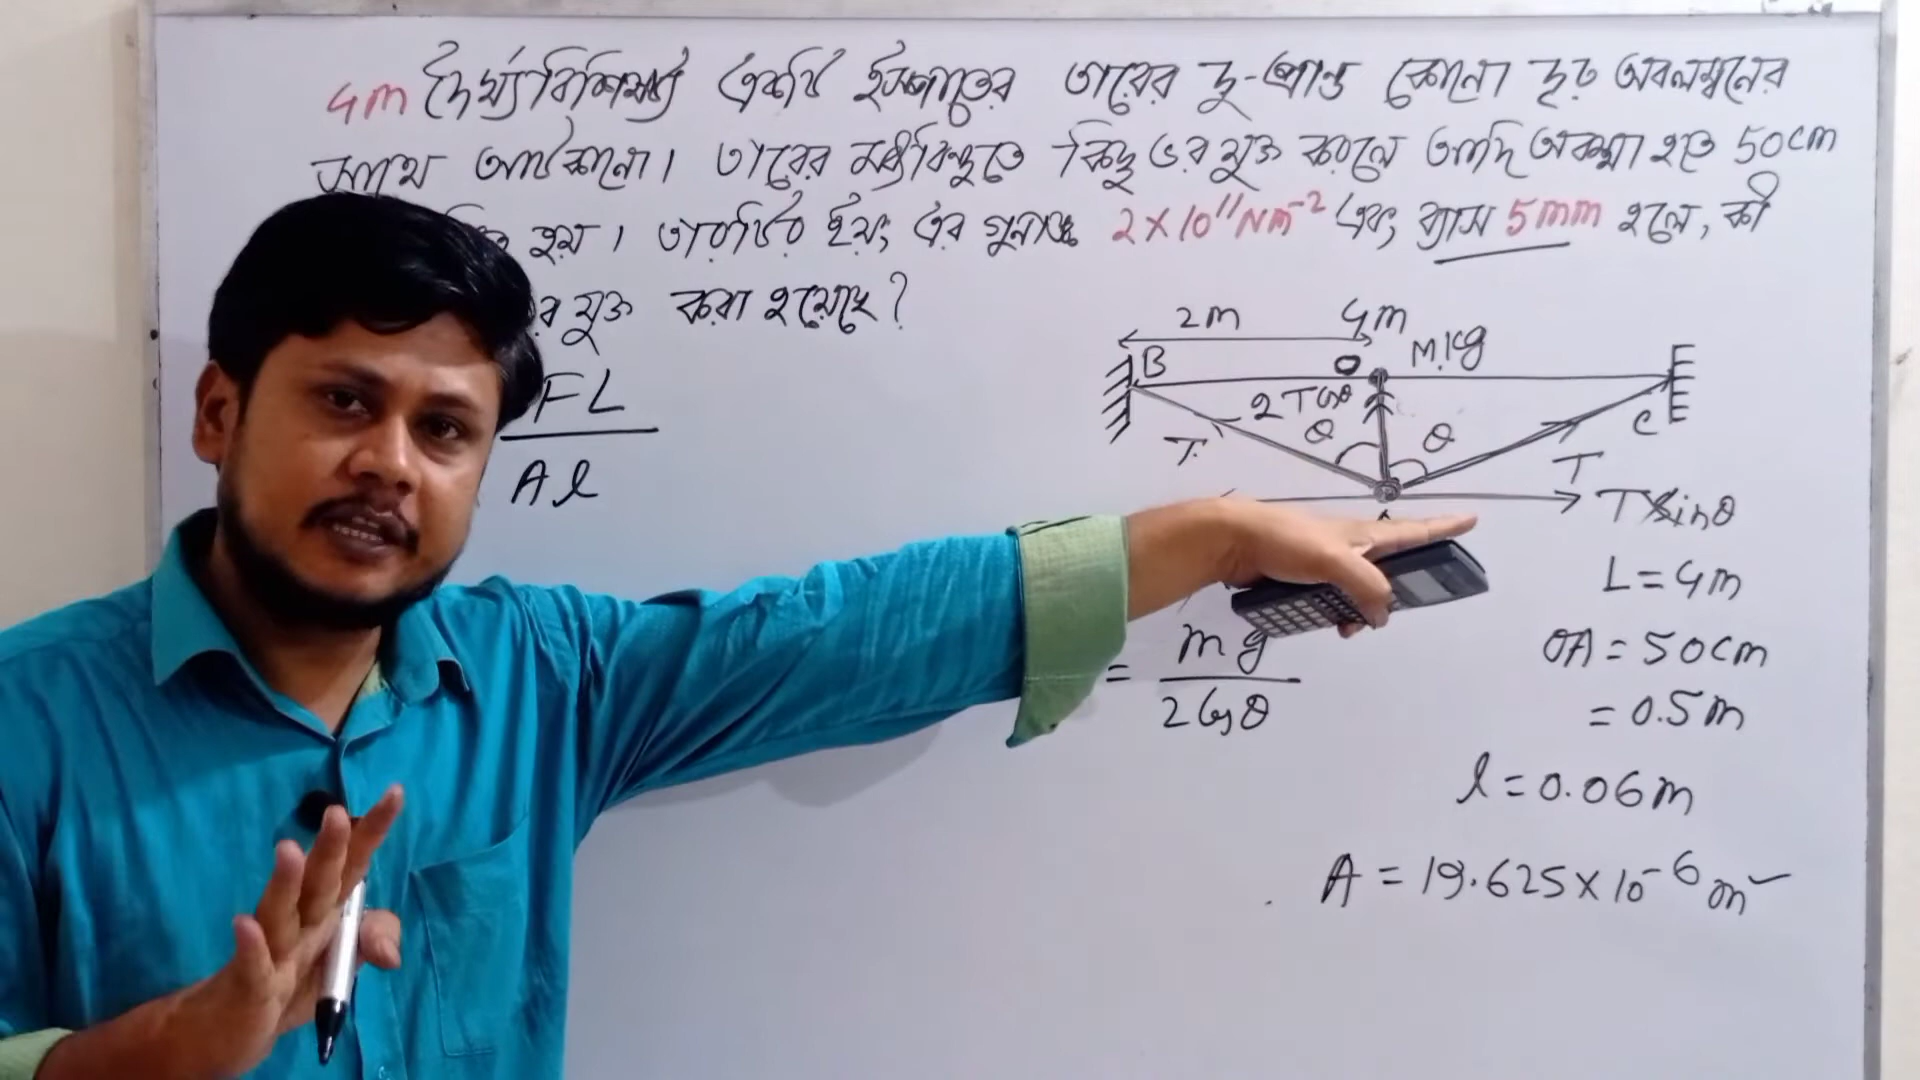 4m দৈর্ঘ্যবিশিষ্ট একটি ইস্পাতের তারের দু-প্রান্ত কোনো দৃঢ় অবলম্বনের
সাথে আটকানো। তারের মধ্যবিন্দুতে কিছু ভর যুক্ত করলে আদি অবস্থা হতে 50cm
হয়। তারটির ইয়ং এর গুনাঙ্ক 2×10¹¹Nm⁻² এবং ব্যাস 5mm হলে, কী
যুক্ত করা হয়েছে?
2m 4m
B O M.kg
2Tcosθ
θ θ C
T T
Tsinθ
FL
Al
L = 4m
OA = 50cm
= 0.5m
= mg
2cosθ
l = 0.06m
A = 19.625×10⁻⁶m²